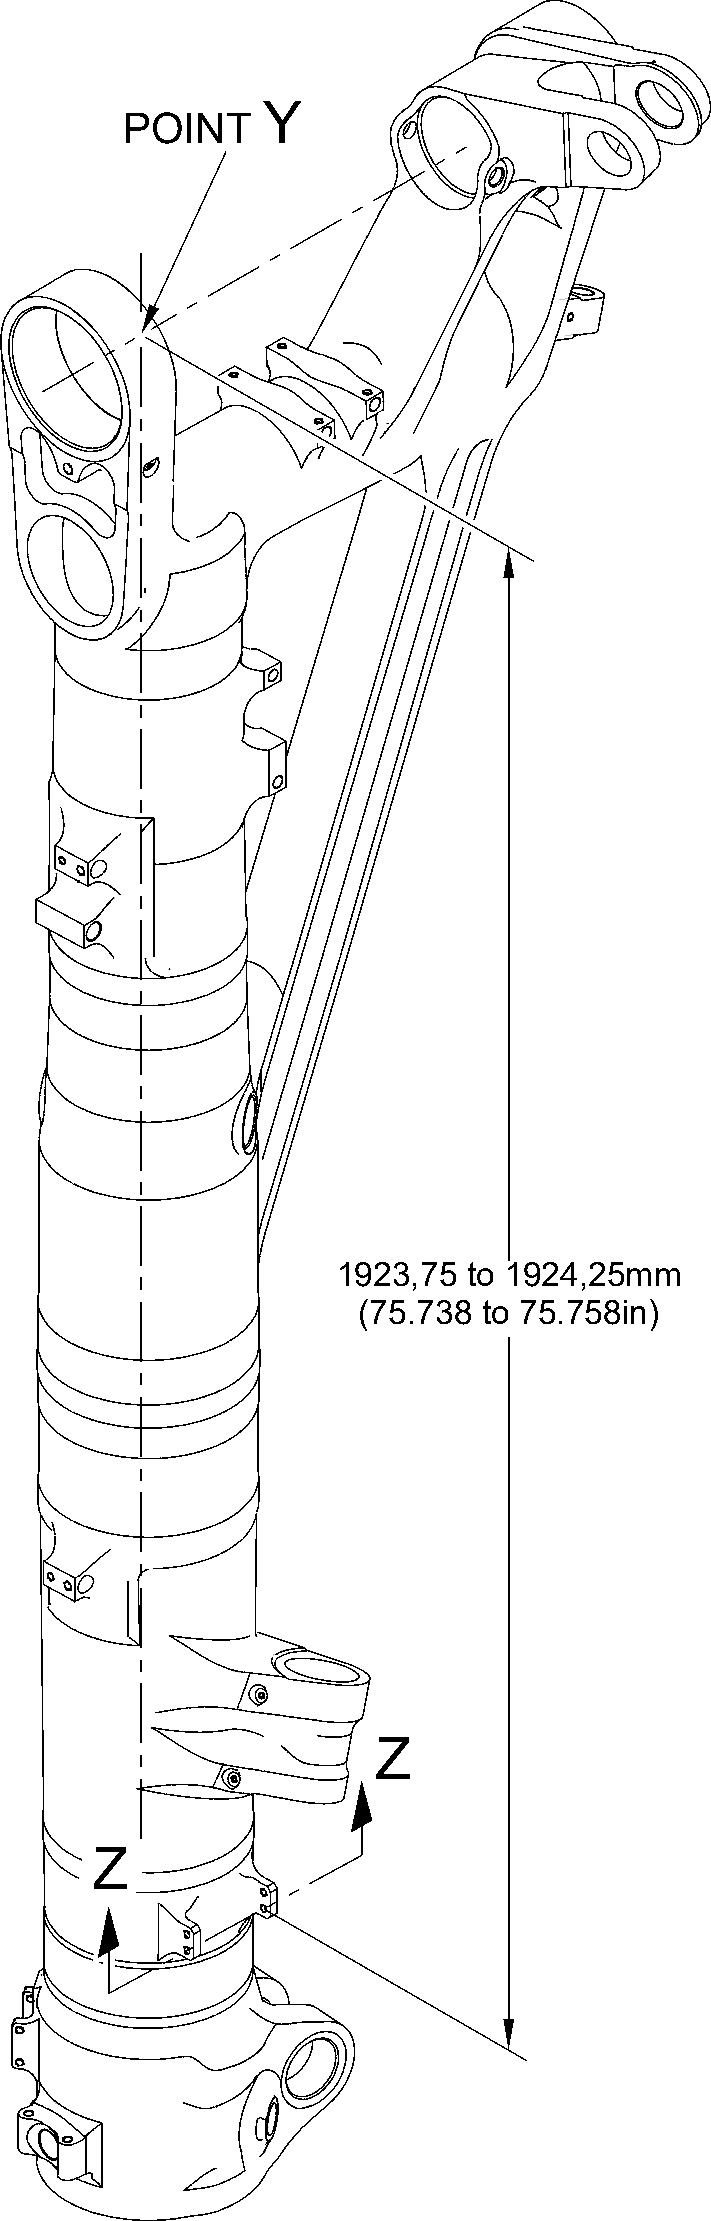 POINT Y
1923,75 to 1924,25mm
(75.738 to 75.758in)
Z
Z